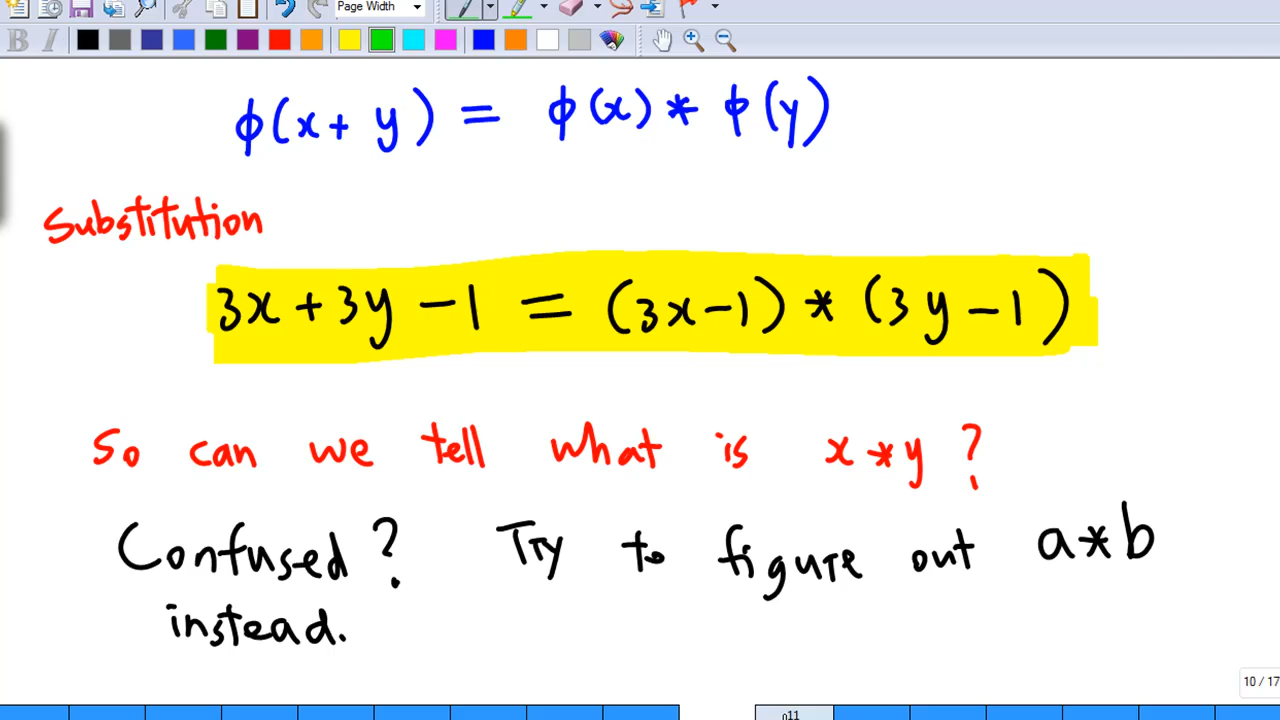 Page Width
B I
φ(x + y) = φ(x) * φ(y)
Substitution
3x + 3y − 1 = (3x − 1) * (3y − 1)
So can we tell what is x * y ?
Confused? Try to figure out a * b
instead.
10 / 17
p11